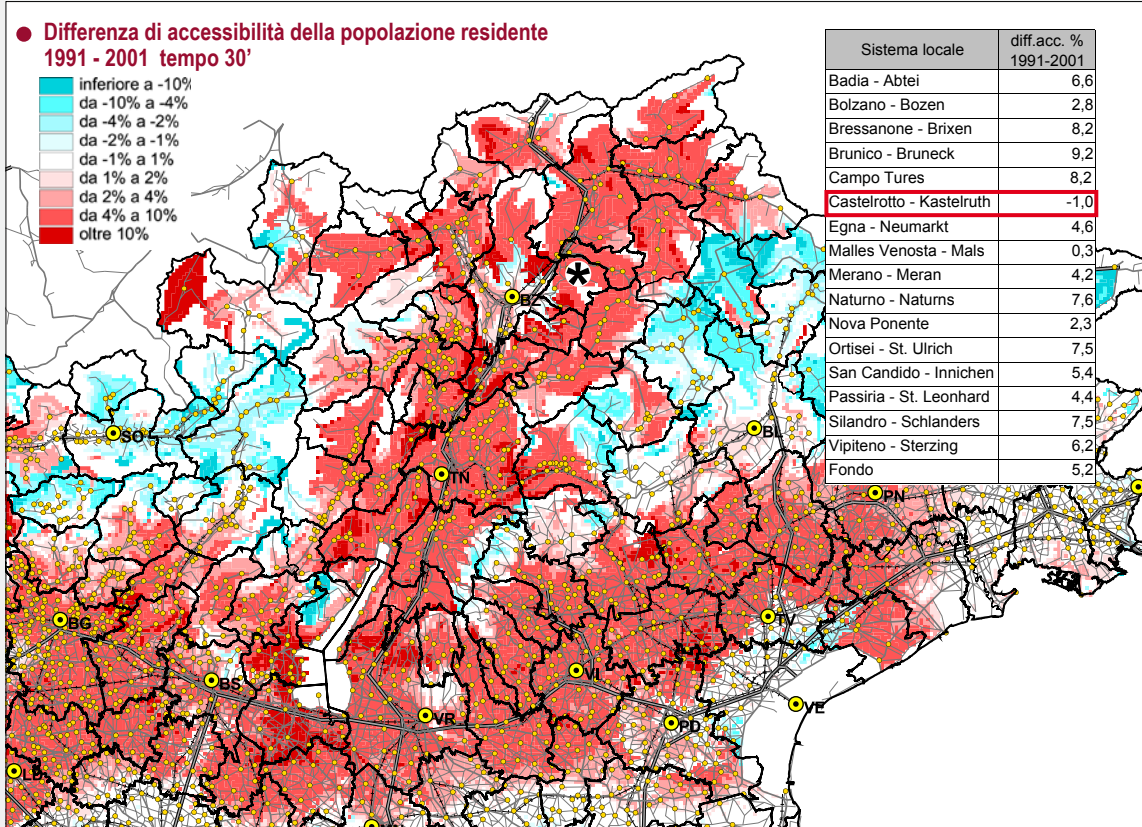 ● Differenza di accessibilità della popolazione residente
1991 - 2001 tempo 30'
inferiore a -10%
da -10% a -4%
da -4% a -2%
da -2% a -1%
da -1% a 1%
da 1% a 2%
da 2% a 4%
da 4% a 10%
oltre 10%
Sistema locale diff.acc. % 1991-2001
Badia - Abtei 6,6
Bolzano - Bozen 2,8
Bressanone - Brixen 8,2
Brunico - Bruneck 9,2
Campo Tures 8,2
Castelrotto - Kastelruth -1,0
Egna - Neumarkt 4,6
Malles Venosta - Mals 0,3
Merano - Meran 4,2
Naturno - Naturns 7,6
Nova Ponente 2,3
Ortisei - St. Ulrich 7,5
San Candido - Innichen 5,4
Passiria - St. Leonhard 4,4
Silandro - Schlanders 7,5
Vipiteno - Sterzing 6,2
Fondo 5,2
*
BZ
SO
BL
TN
PN
BG
TV
VI
BS
VE
VR
PD